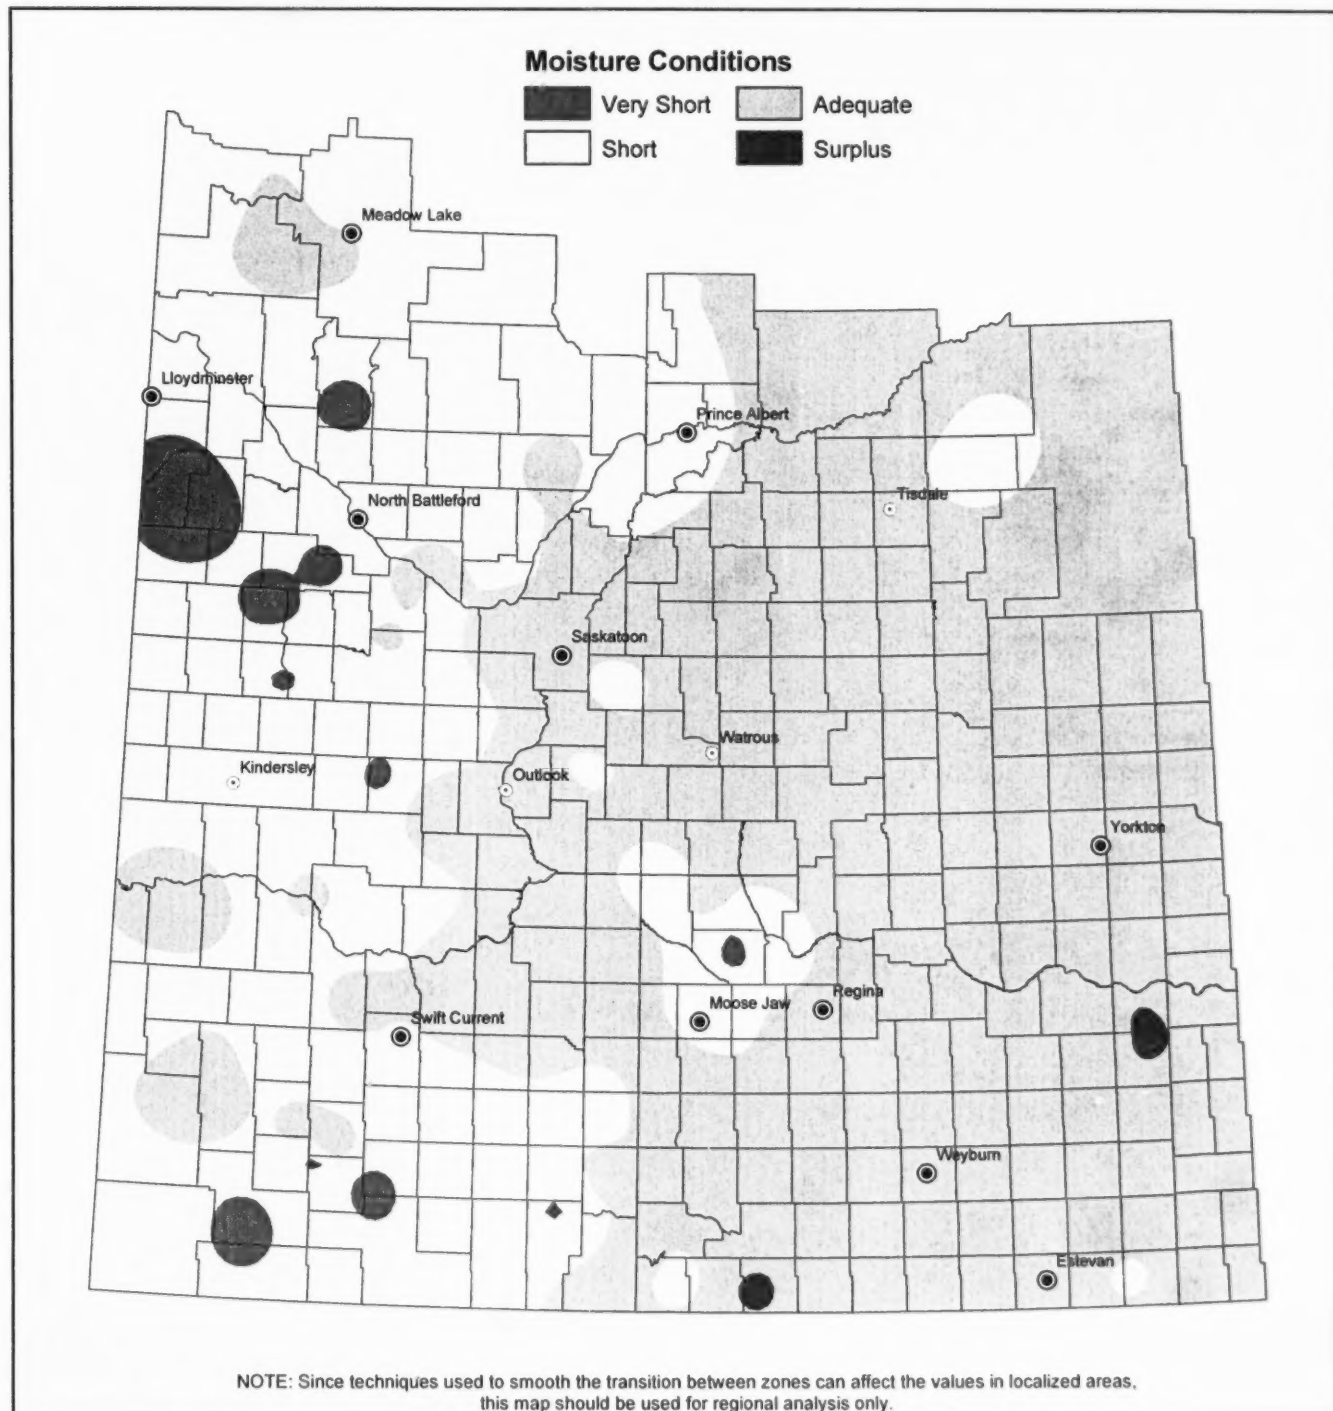 Moisture Conditions
Very Short
Adequate
Short
Surplus
Meadow Lake
Lloydminster
Prince Albert
North Battleford
Tisdale
Saskatoon
Watrous
Kindersley
Outlook
Yorkton
Moose Jaw
Regina
Swift Current
Weyburn
Estevan
NOTE: Since techniques used to smooth the transition between zones can affect the values in localized areas,
this map should be used for regional analysis only.